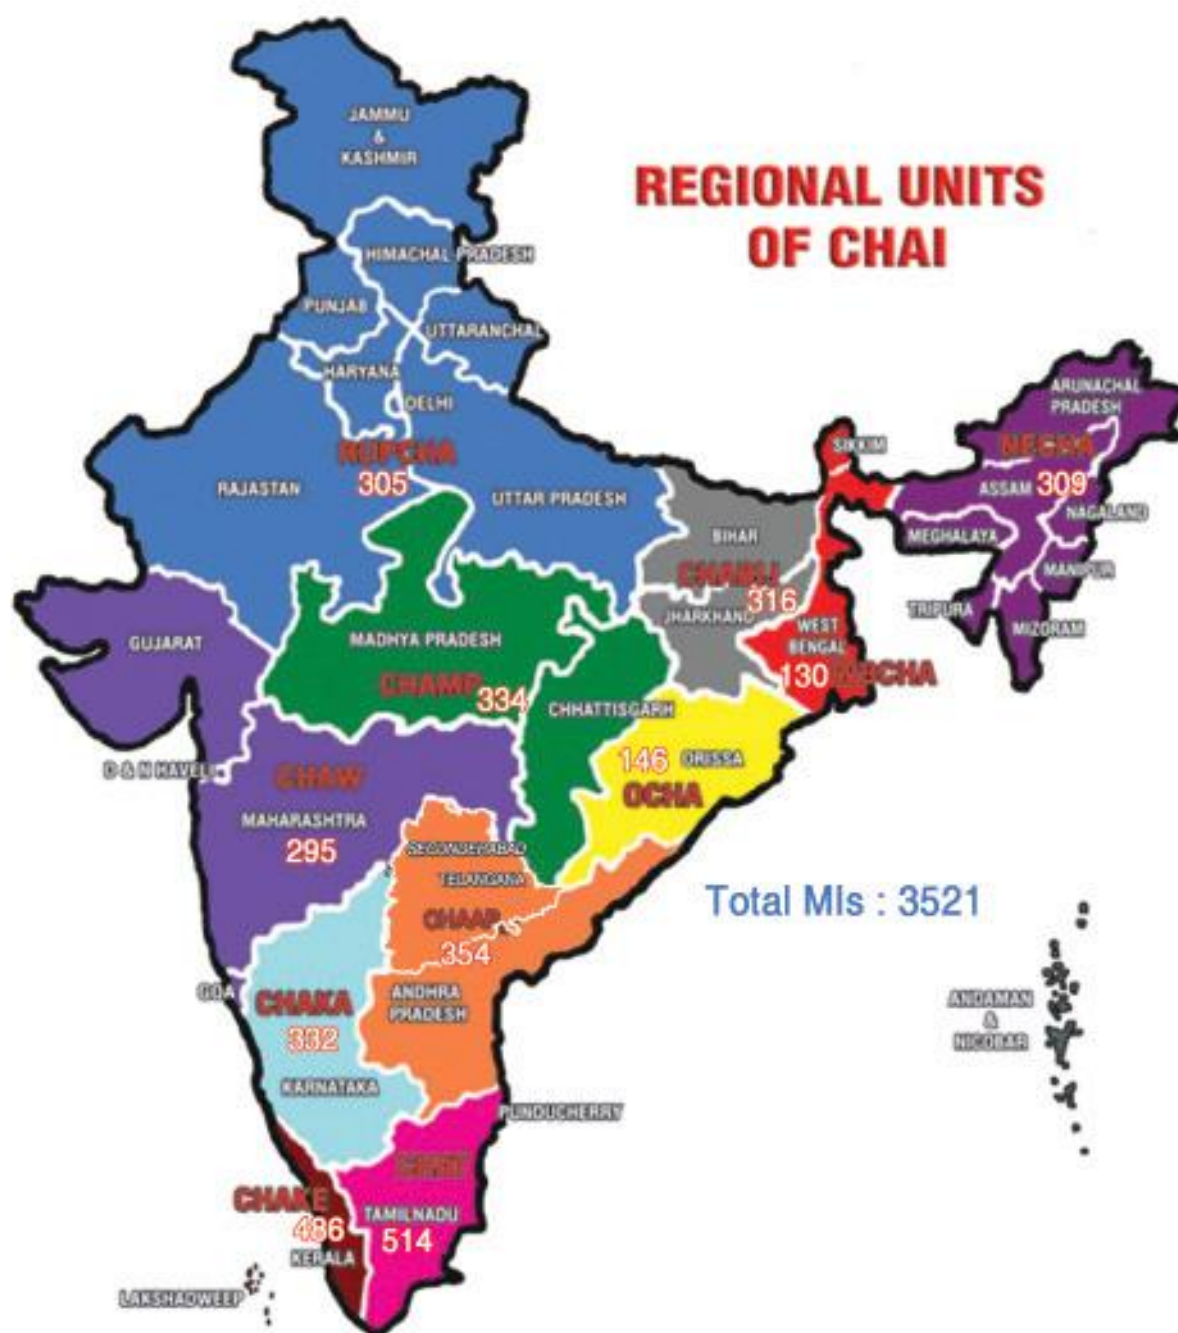 REGIONAL UNITS
OF CHAI
JAMMU
&
KASHMIR
HIMACHAL PRADESH
PUNJAB
UTTARANCHAL
HARYANA
DELHI
RAJASTAN
305
UTTAR PRADESH
ARUNACHAL
PRADESH
SIKKIM
NECHA
ASSAM 309
NAGALAND
MEGHALAYA
MANIPUR
TRIPURA
MIZORAM
BIHAR
316
JHARKHAND
WEST
BENGAL
130
GUJARAT
MADHYA PRADESH
CHAMP 334
CHHATTISGARH
146 ORISSA
OCHA
D & N HAVELI
CHAW
MAHARASHTRA
295
SECUNDERABAD
TELANGANA
CHAAP
354
Total MIs : 3521
GOA
CHAKA
332
ANDHRA
PRADESH
KARNATAKA
ANDAMAN
&
NICOBAR
PUNDUCHERRY
CHAKE
486
KERALA
TAMILNADU
514
LAKSHADWEEP